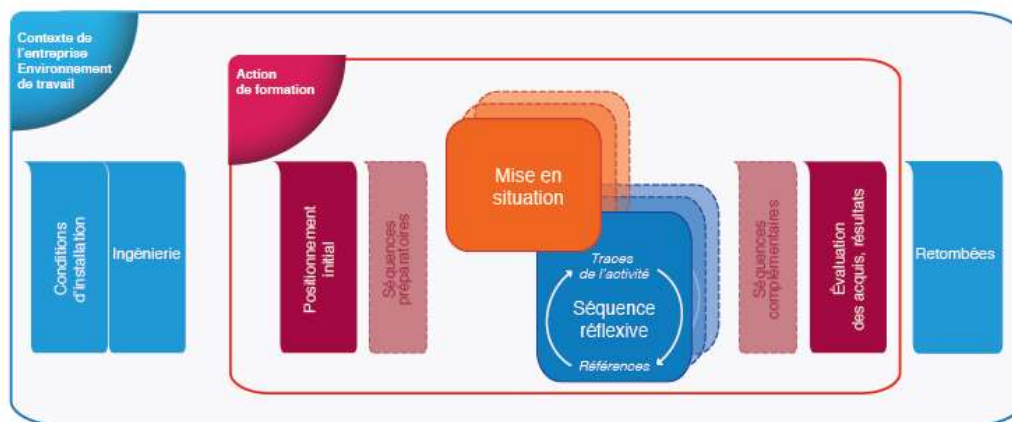 Contexte de
l'entreprise
Environnement
de travail
Action
de formation
Conditions
d'installation
Ingénierie
Positionnement
initial
Séquences
préparatoires
Mise en
situation
Traces
de l'activité
Séquence
réflexive
Références
Séquences
complémentaires
Évaluation
des acquis, résultats
Retombées